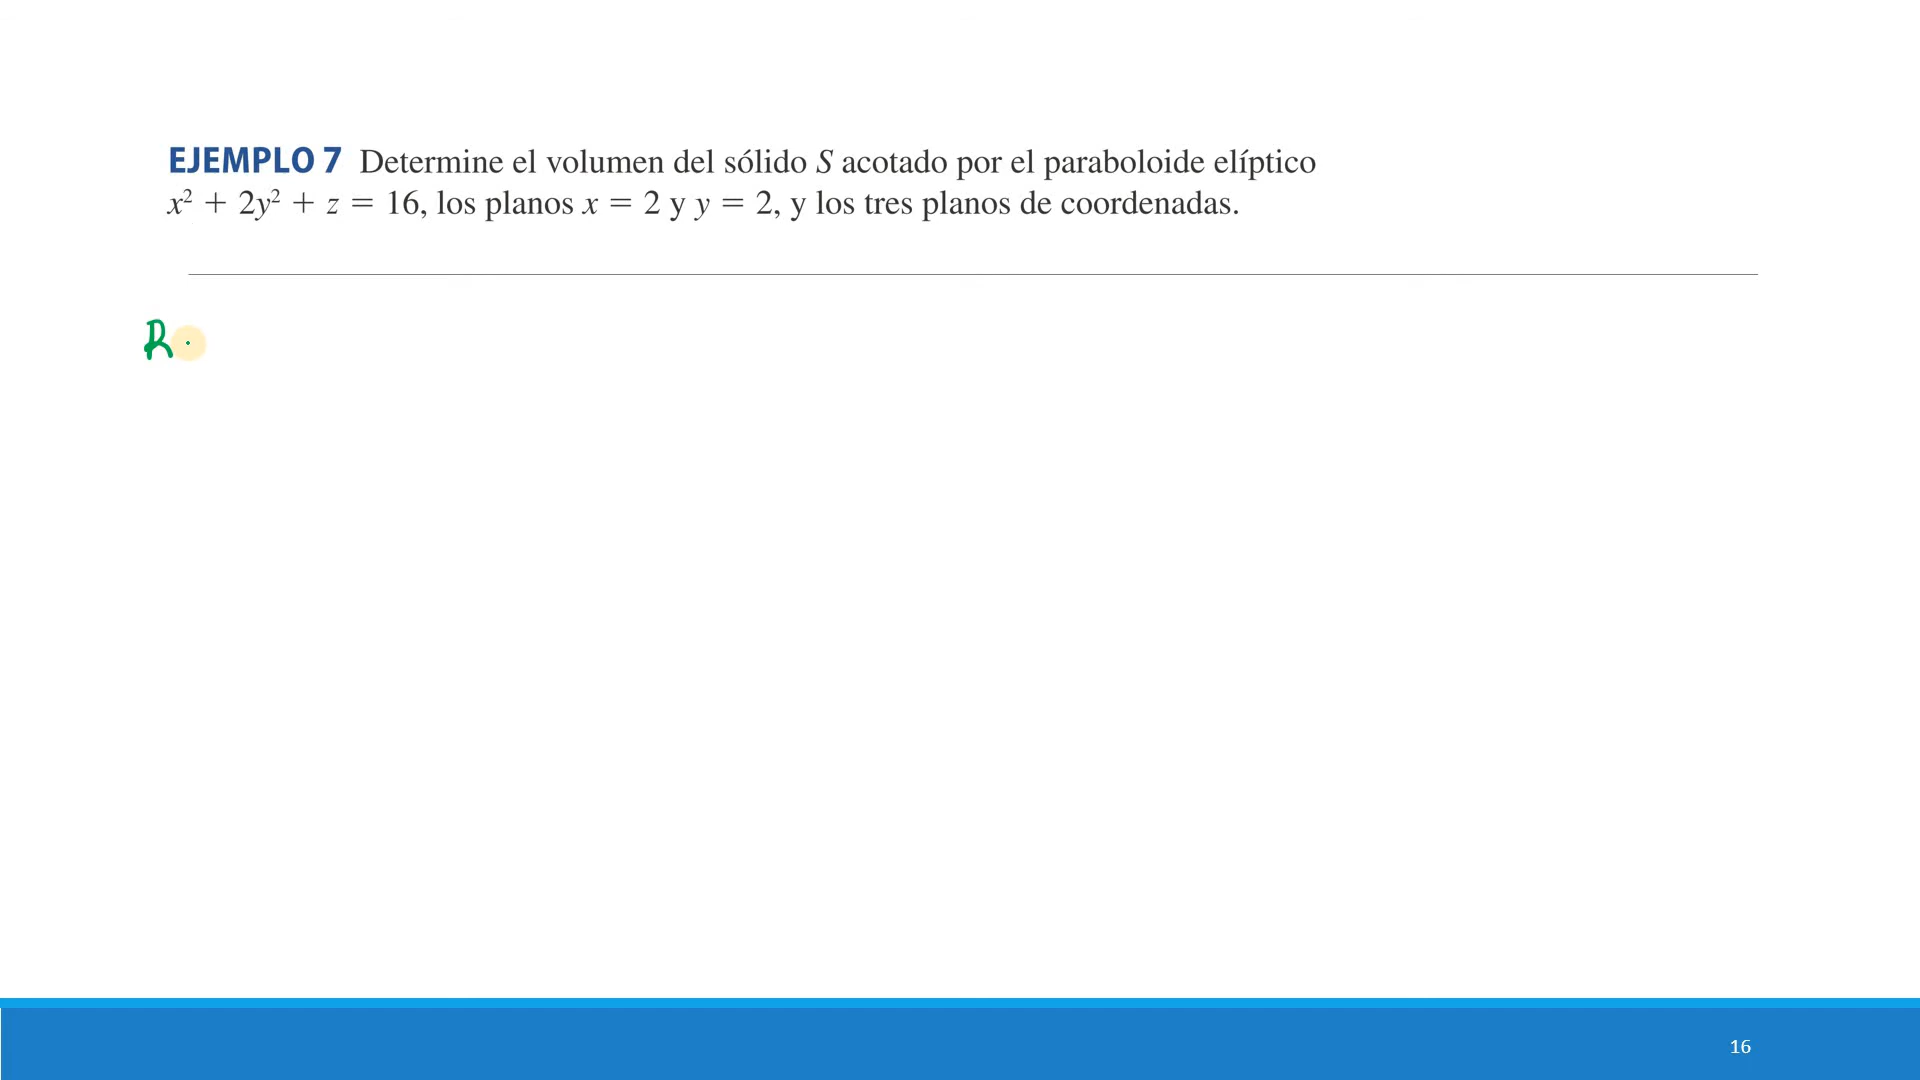 EJEMPLO 7 Determine el volumen del sólido S acotado por el paraboloide elíptico
x² + 2y² + z = 16, los planos x = 2 y y = 2, y los tres planos de coordenadas.
R
16